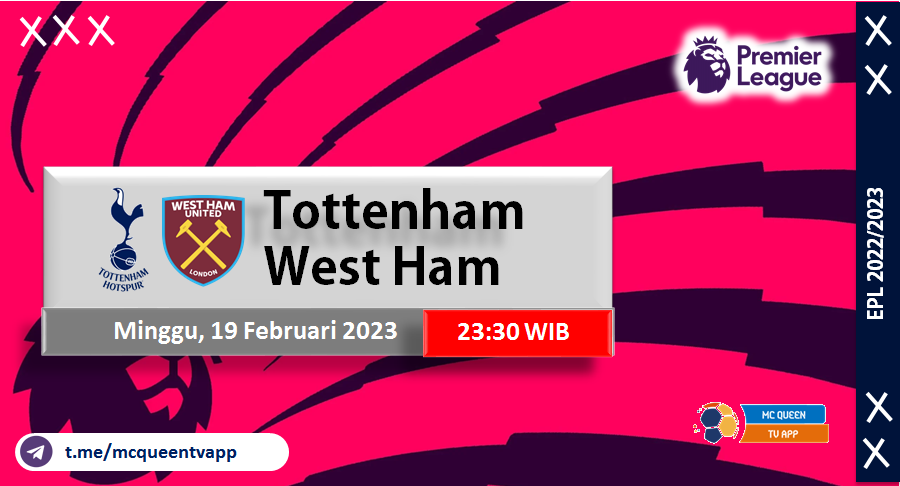 Premier
League
TOTTENHAM
HOTSPUR
WEST HAM
UNITED
LONDON
Tottenham
West Ham
Minggu, 19 Februari 2023
23:30 WIB
EPL 2022/2023
MC QUEEN
TV APP
t.me/mcqueentvapp